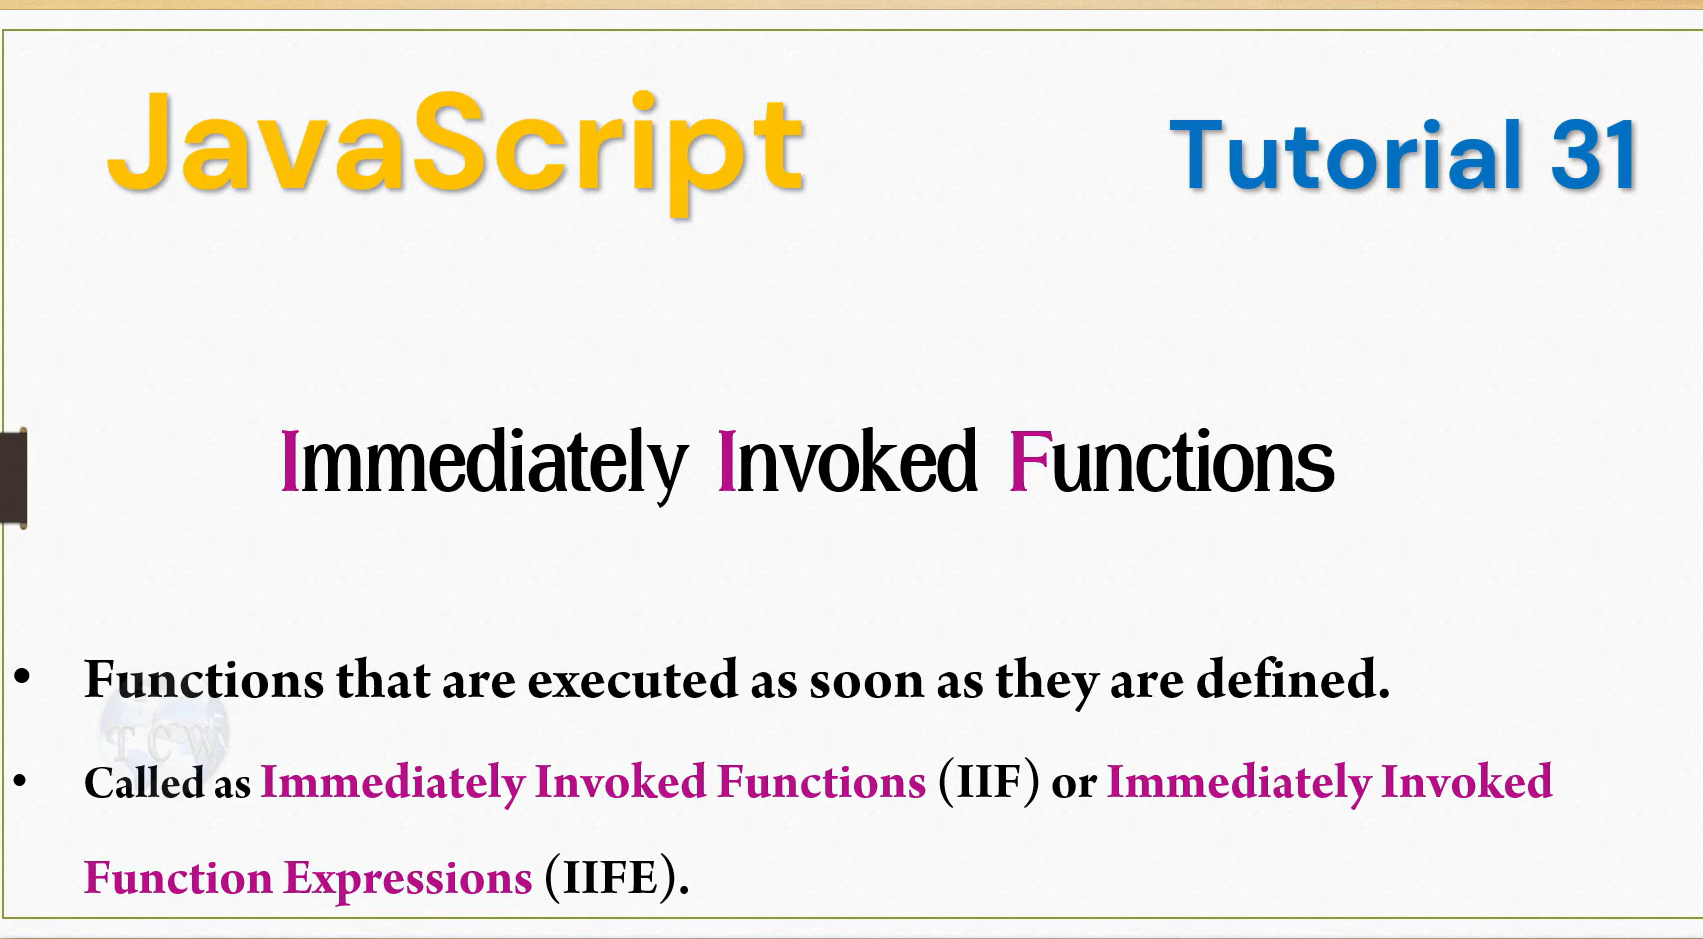 JavaScript Tutorial 31
Immediately Invoked Functions
• Functions that are executed as soon as they are defined.
TCW
• Called as Immediately Invoked Functions (IIF) or Immediately Invoked
Function Expressions (IIFE).